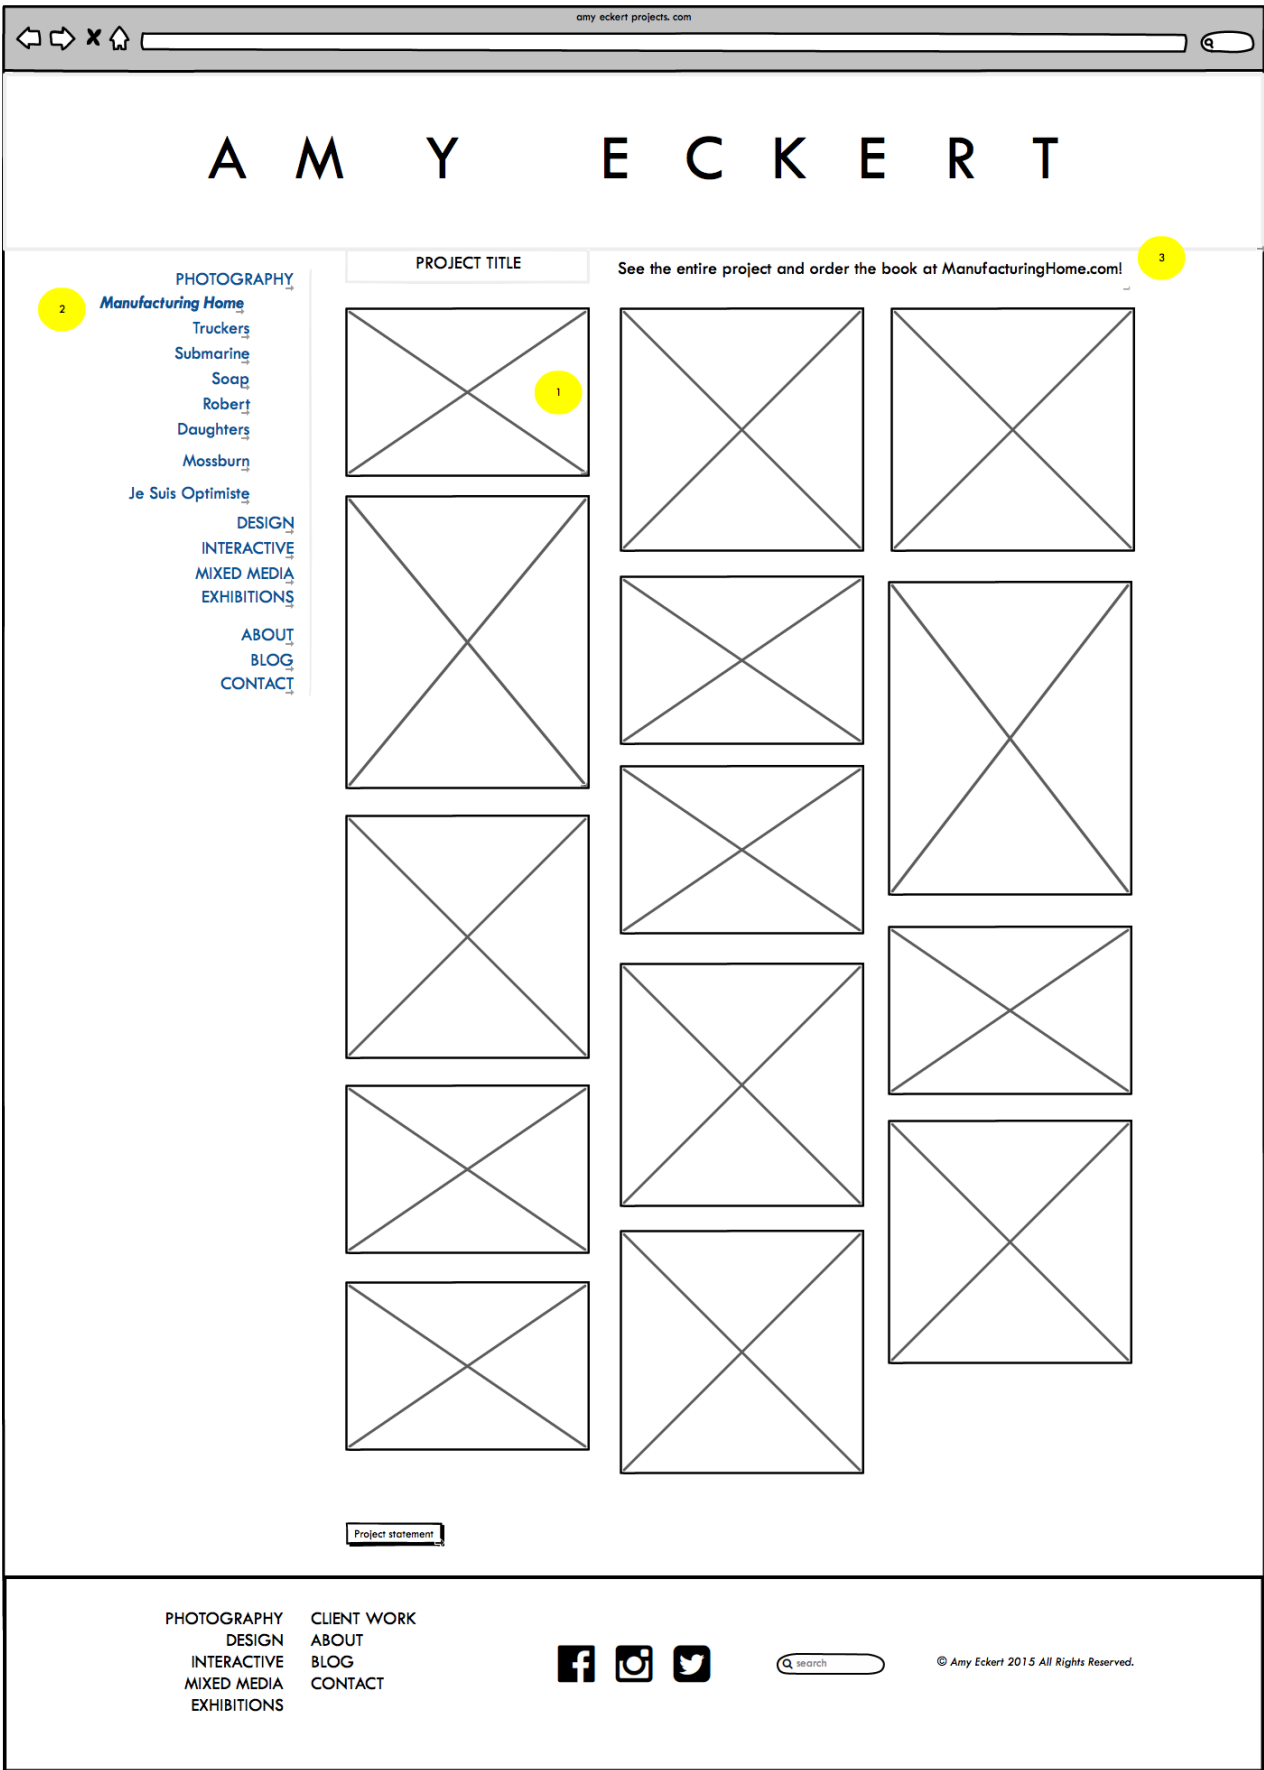 amy eckert projects. com
AMY ECKERT
PROJECT TITLE
See the entire project and order the book at ManufacturingHome.com!
3
PHOTOGRAPHY
2
Manufacturing Home
Truckers
Submarine
Soap
Robert
Daughters
Mossburn
Je Suis Optimiste
DESIGN
INTERACTIVE
MIXED MEDIA
EXHIBITIONS
ABOUT
BLOG
CONTACT
1
Project statement
PHOTOGRAPHY
DESIGN
INTERACTIVE
MIXED MEDIA
EXHIBITIONS
CLIENT WORK
ABOUT
BLOG
CONTACT
search
© Amy Eckert 2015 All Rights Reserved.